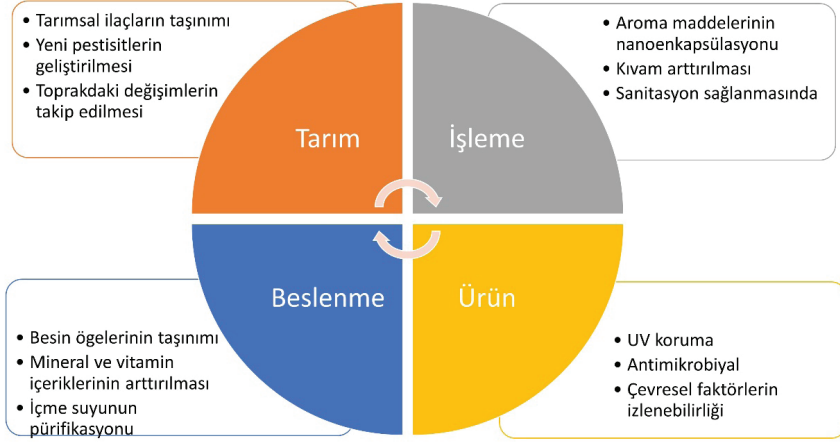 • Tarımsal ilaçların taşınımı
• Yeni pestisitlerin
geliştirilmesi
• Toprakdaki değişimlerin
takip edilmesi
• Aroma maddelerinin
nanoenkapsülasyonu
• Kıvam arttırılması
• Sanitasyon sağlanmasında
Tarım
İşleme
Beslenme
Ürün
• Besin ögelerinin taşınımı
• Mineral ve vitamin
içeriklerinin arttırılması
• İçme suyunun
pürifikasyonu
• UV koruma
• Antimikrobiyal
• Çevresel faktörlerin
izlenebilirliği